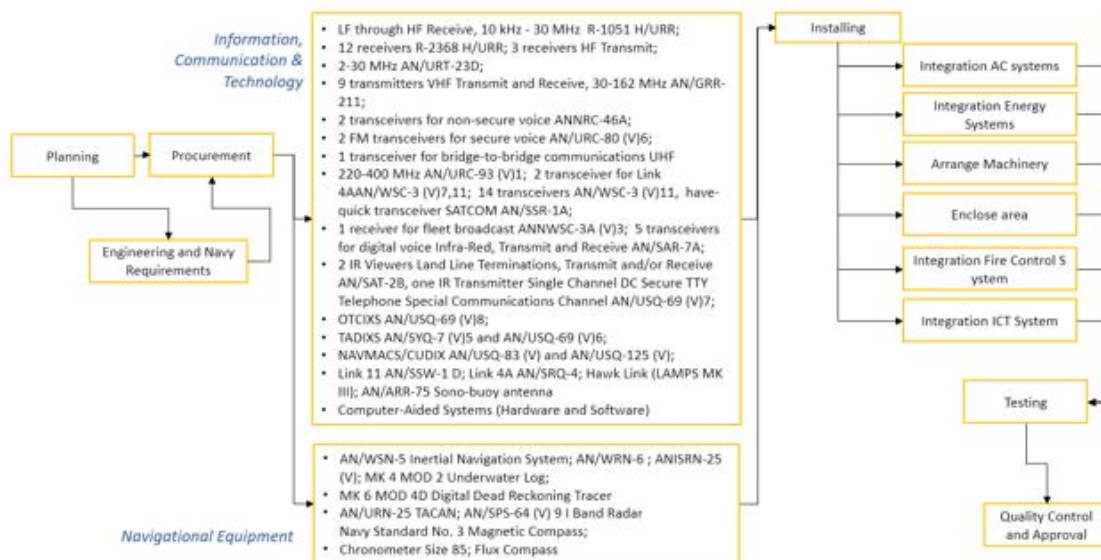 Information,
Communication &
Technology
Planning
Procurement
Engineering and Navy
Requirements
• LF through HF Receive, 10 kHz - 30 MHz R-1051 H/URR;
• 12 receivers R-2368 H/URR; 3 receivers HF Transmit;
• 2-30 MHz AN/URT-23D;
• 9 transmitters VHF Transmit and Receive, 30-162 MHz AN/GRR-
211;
• 2 transceivers for non-secure voice ANNRC-46A;
• 2 FM transceivers for secure voice AN/URC-80 (V)6;
• 1 transceiver for bridge-to-bridge communications UHF
• 220-400 MHz AN/URC-93 (V)1; 2 transceiver for Link
4AAN/WSC-3 (V)7,11; 14 transceivers AN/WSC-3 (V)11, have-
quick transceiver SATCOM AN/SSR-1A;
• 1 receiver for fleet broadcast ANNWSC-3A (V)3; 5 transceivers
for digital voice Infra-Red, Transmit and Receive AN/SAR-7A;
• 2 IR Viewers Land Line Terminations, Transmit and/or Receive
AN/SAT-2B, one IR Transmitter Single Channel DC Secure TTY
Telephone Special Communications Channel AN/USQ-69 (V)7;
• OTCIXS AN/USQ-69 (V)8;
• TADIXS AN/SYQ-7 (V)5 and AN/USQ-69 (V)6;
• NAVMACS/CUDIX AN/USQ-83 (V) and AN/USQ-125 (V);
• Link 11 AN/SSW-1 D; Link 4A AN/SRQ-4; Hawk Link (LAMPS MK
III); AN/ARR-75 Sono-buoy antenna
• Computer-Aided Systems (Hardware and Software)
• AN/WSN-5 Inertial Navigation System; AN/WRN-6 ; ANISRN-25
(V); MK 4 MOD 2 Underwater Log;
• MK 6 MOD 4D Digital Dead Reckoning Tracer
• AN/URN-25 TACAN; AN/SPS-64 (V) 9 I Band Radar
Navy Standard No. 3 Magnetic Compass;
• Chronometer Size 85; Flux Compass
Navigational Equipment
Installing
Integration AC systems
Integration Energy
Systems
Arrange Machinery
Enclose area
Integration Fire Control S
ystem
Integration ICT System
Testing
Quality Control
and Approval